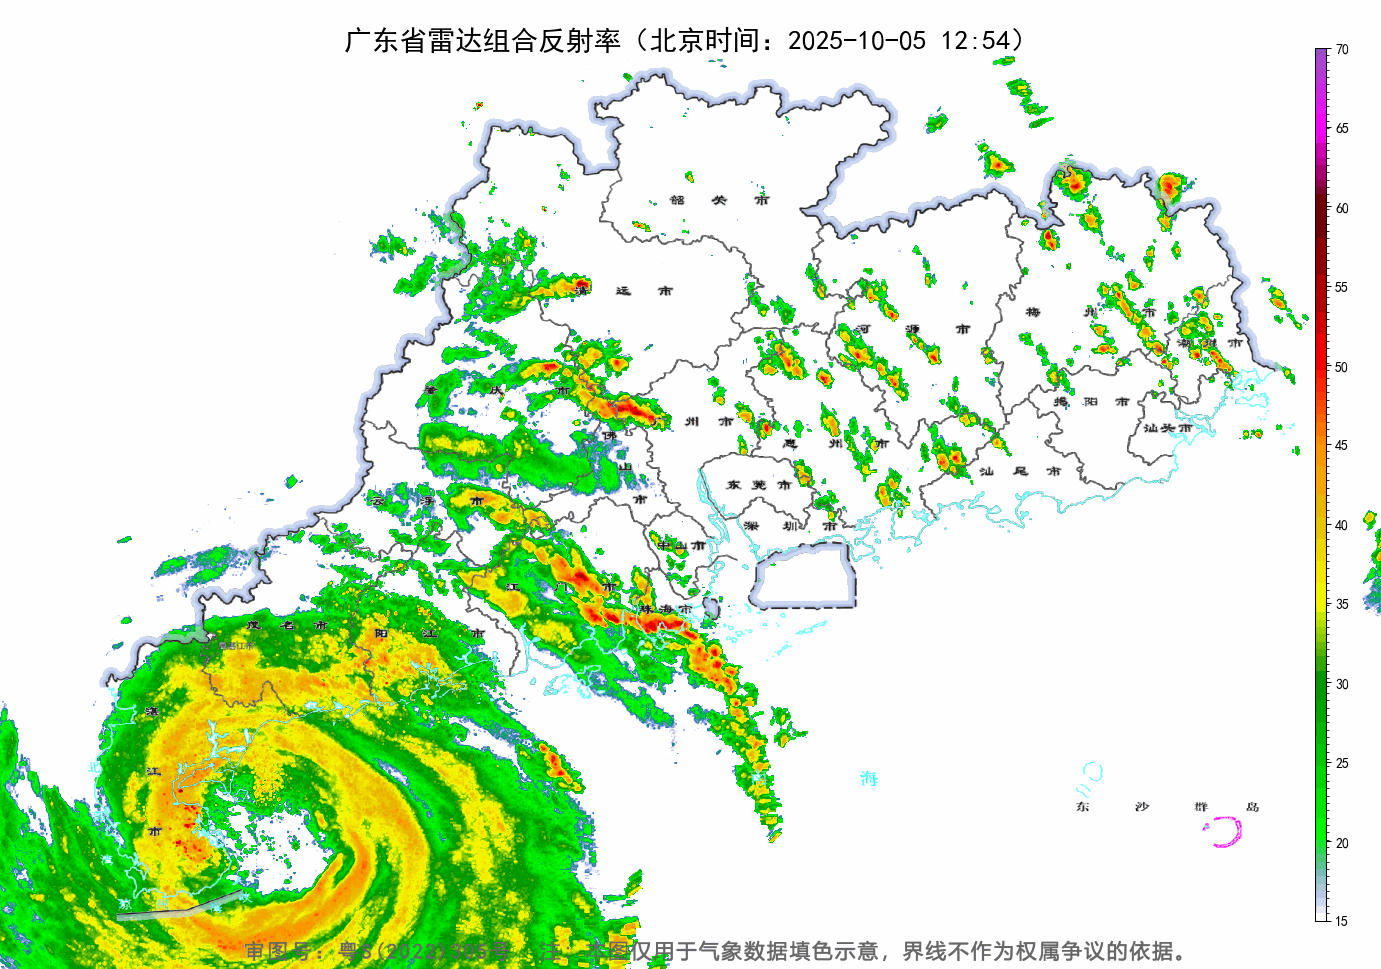 广东省雷达组合反射率（北京时间：2025-10-05 12:54）
70
65
60
55
50
45
40
35
30
25
20
15
韶关市
清远市
河源市
梅州市
潮州市
肇庆市
揭阳市
汕头市
州市
惠州市
佛山市
汕尾市
东莞市
云浮市
深圳市
中山市
江门市
珠海市
茂名市
阳江市
湛江市
海
东沙群岛
审图号：粤S(2022)    号 注：本图仅用于气象数据填色示意，界线不作为权属争议的依据。